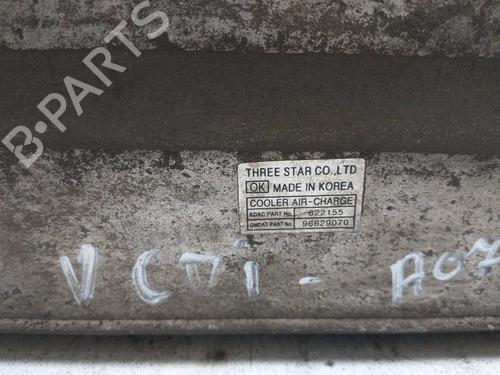 B-PARTS
THREE STAR CO.,LTD
OK MADE IN KOREA
COOLER AIR-CHARGE
KDAC PART No. 622155
GMDAT PART No. 96629070
VCDi - A07